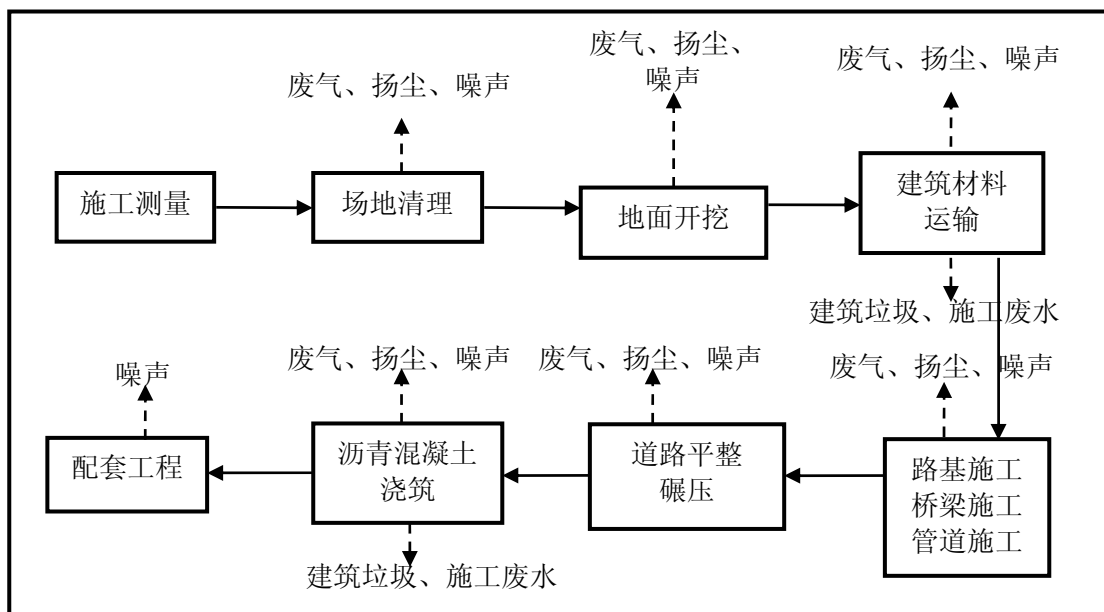 废气、扬尘、噪声
废气、扬尘、
噪声
废气、扬尘、噪声
施工测量
场地清理
地面开挖
建筑材料
运输
建筑垃圾、施工废水
噪声
废气、扬尘、噪声
废气、扬尘、噪声
废气、扬尘、噪声
配套工程
沥青混凝土
浇筑
道路平整
碾压
路基施工
桥梁施工
管道施工
建筑垃圾、施工废水